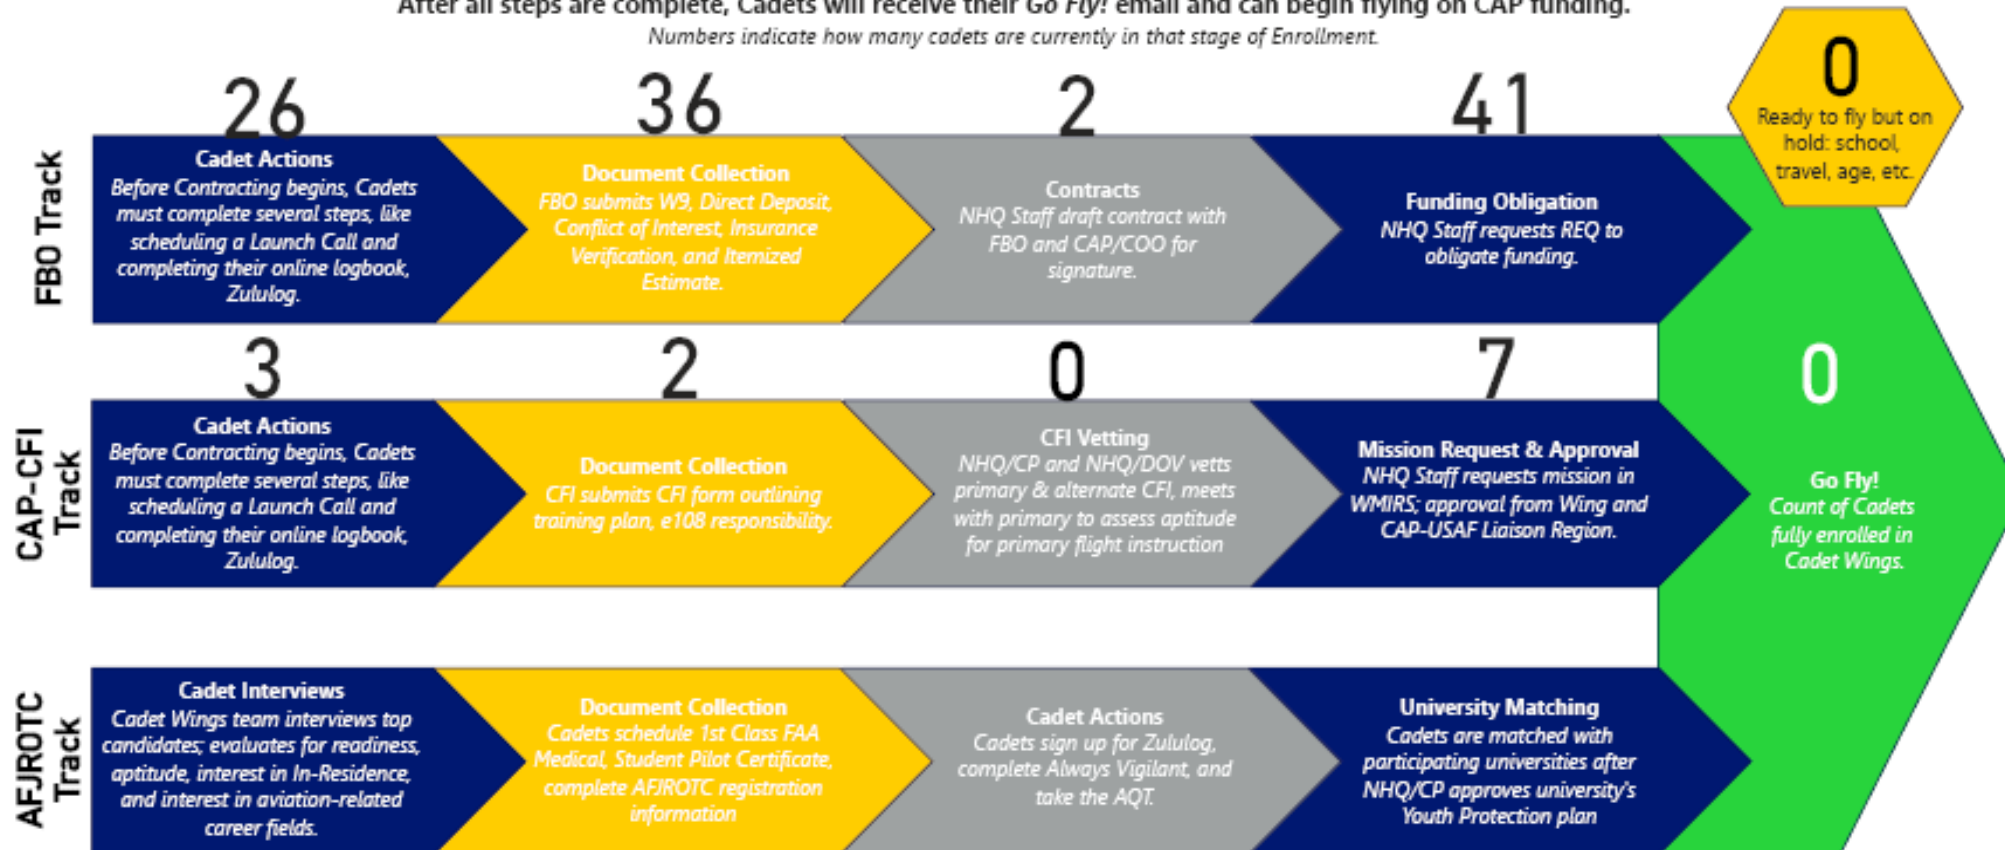 After all steps are complete, Cadets will receive their Go Fly! email and can begin flying on CAP funding.
Numbers indicate how many cadets are currently in that stage of Enrollment.
FBO Track
26
Cadet Actions
Before Contracting begins, Cadets
must complete several steps, like
scheduling a Launch Call and
completing their online logbook,
Zululog.
36
Document Collection
FBO submits W9, Direct Deposit,
Conflict of Interest, Insurance
Verification, and Itemized
Estimate.
2
Contracts
NHQ Staff draft contract with
FBO and CAP/COO for
signature.
41
Funding Obligation
NHQ Staff requests REQ to
obligate funding.
0
Ready to fly but on
hold: school,
travel, age, etc.
CAP-CFI
Track
3
Cadet Actions
Before Contracting begins, Cadets
must complete several steps, like
scheduling a Launch Call and
completing their online logbook,
Zululog.
2
Document Collection
CFI submits CFI form outlining
training plan, e108 responsibility.
0
CFI Vetting
NHQ/CP and NHQ/DOV vetts
primary & alternate CFI, meets
with primary to assess aptitude
for primary flight instruction
7
Mission Request & Approval
NHQ Staff requests mission in
WMIRS; approval from Wing and
CAP-USAF Liaison Region.
0
Go Fly!
Count of Cadets
fully enrolled in
Cadet Wings.
AFJROTC
Track
Cadet Interviews
Cadet Wings team interviews top
candidates; evaluates for readiness,
aptitude, interest in In-Residence,
and interest in aviation-related
career fields.
Document Collection
Cadets schedule 1st Class FAA
Medical, Student Pilot Certificate,
complete AFJROTC registration
information
Cadet Actions
Cadets sign up for Zululog,
complete Always Vigilant, and
take the AQT.
University Matching
Cadets are matched with
participating universities after
NHQ/CP approves university's
Youth Protection plan